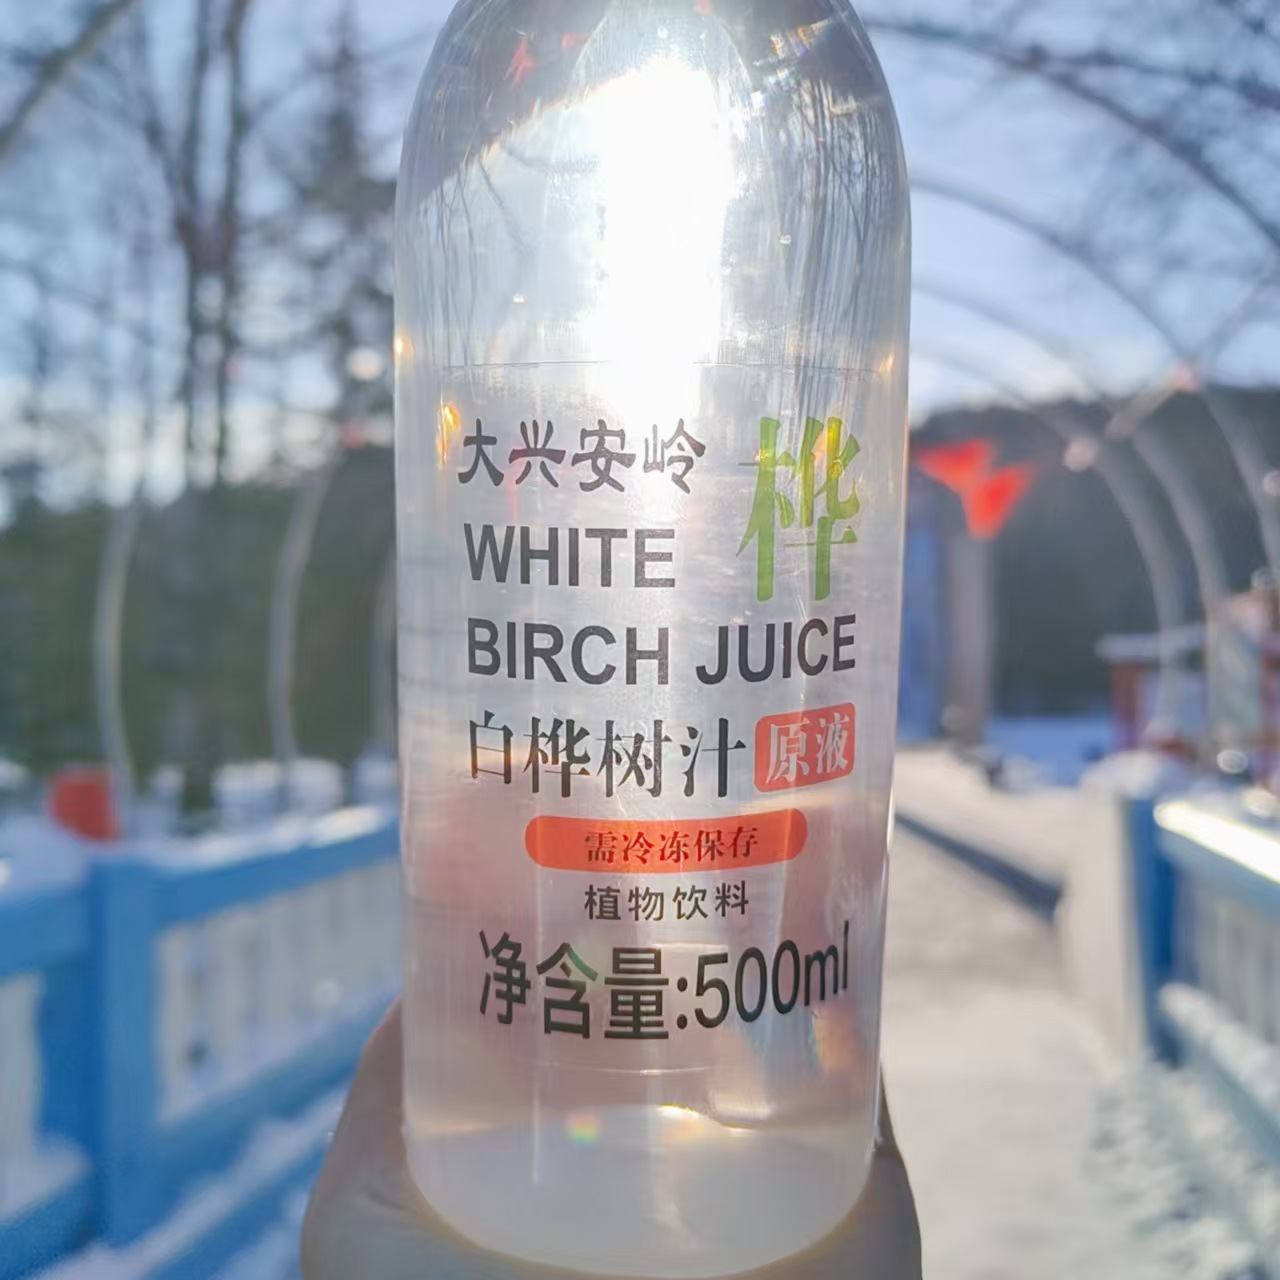 大兴安岭 桦
WHITE
BIRCH JUICE
白桦树汁 原液
需冷冻保存
植物饮料
净含量:500ml